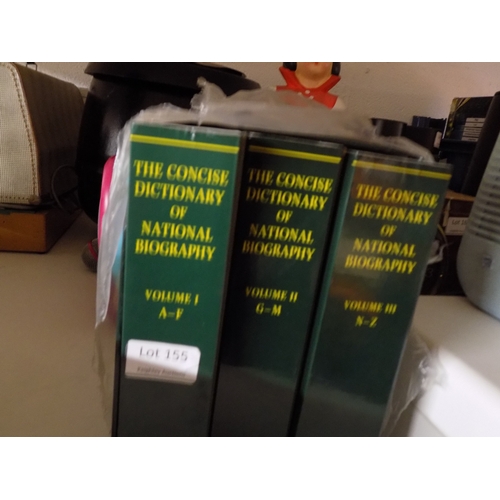 THE CONCISE
DICTIONARY
OF
NATIONAL
BIOGRAPHY
VOLUME I
A–F
Lot 155
THE CONCISE
DICTIONARY
OF
NATIONAL
BIOGRAPHY
VOLUME II
G–M
THE CONCISE
DICTIONARY
OF
NATIONAL
BIOGRAPHY
VOLUME III
N–Z